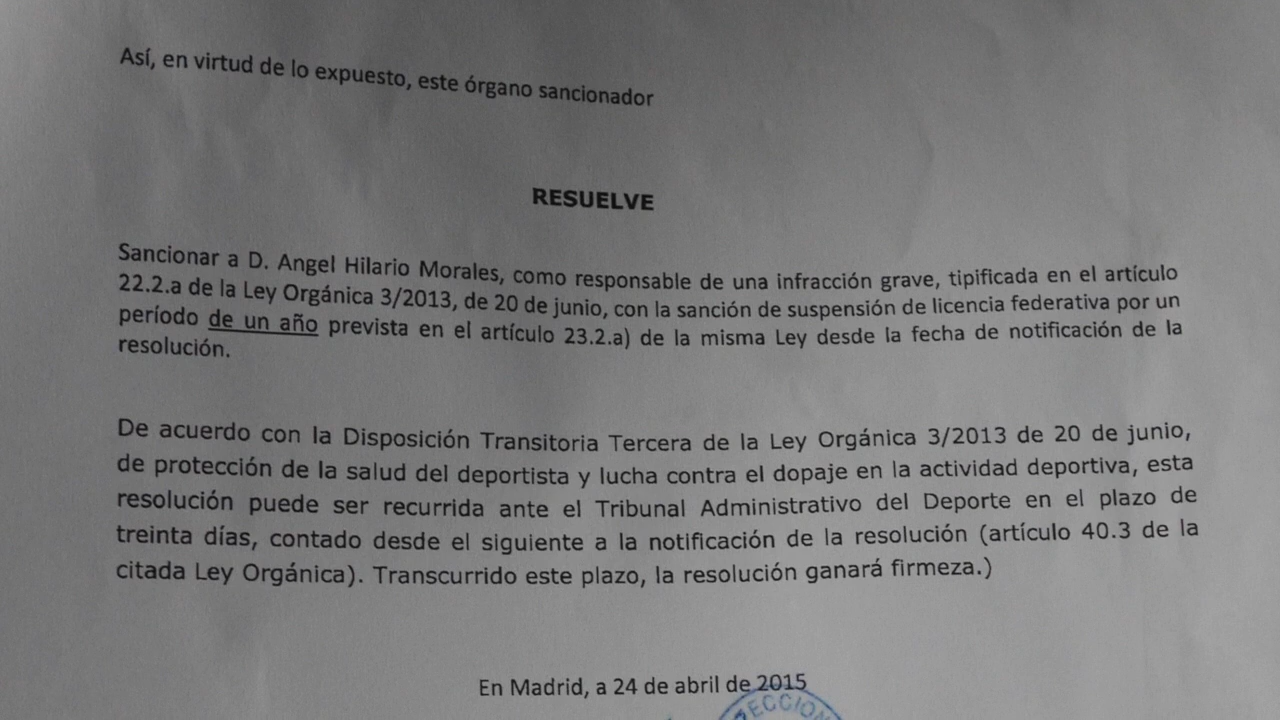 Así, en virtud de lo expuesto, este órgano sancionador
RESUELVE
Sancionar a D. Angel Hilario Morales, como responsable de una infracción grave, tipificada en el artículo
22.2.a de la Ley Orgánica 3/2013, de 20 de junio, con la sanción de suspensión de licencia federativa por un
período de un año prevista en el artículo 23.2.a) de la misma Ley desde la fecha de notificación de la
resolución.
De acuerdo con la Disposición Transitoria Tercera de la Ley Orgánica 3/2013 de 20 de junio,
de protección de la salud del deportista y lucha contra el dopaje en la actividad deportiva, esta
resolución puede ser recurrida ante el Tribunal Administrativo del Deporte en el plazo de
treinta días, contado desde el siguiente a la notificación de la resolución (artículo 40.3 de la
citada Ley Orgánica). Transcurrido este plazo, la resolución ganará firmeza.)
En Madrid, a 24 de abril de 2015